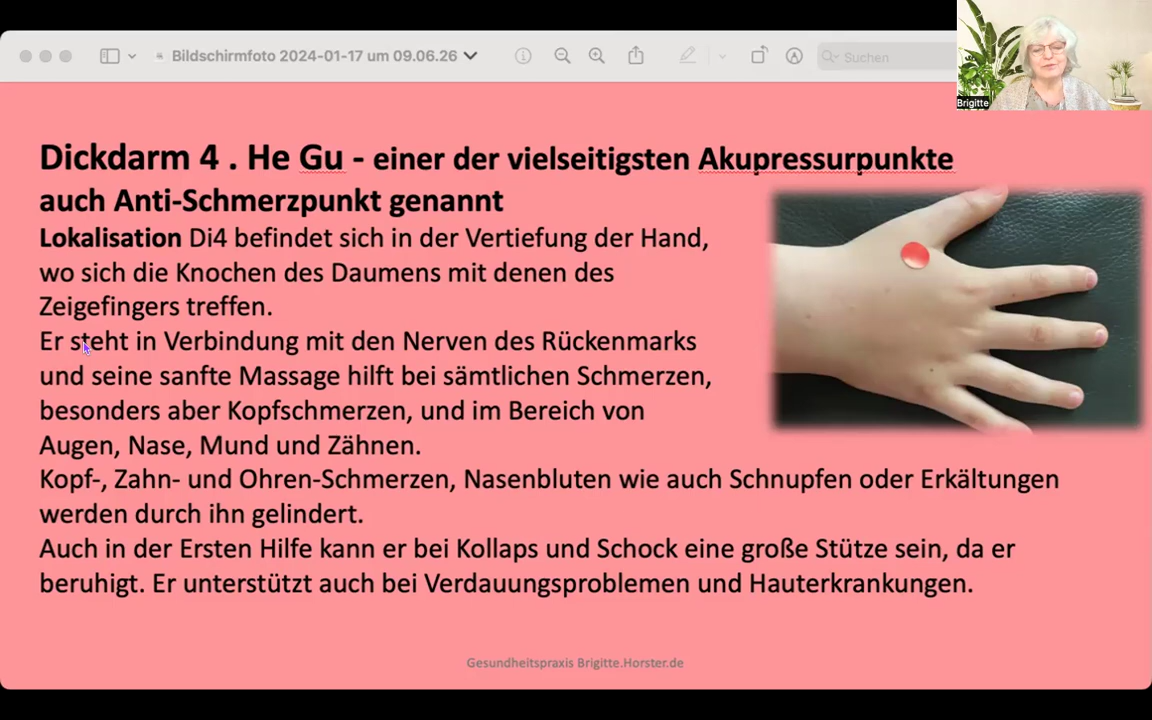 Bildschirmfoto 2024-01-17 um 09.06.26
Suchen
Brigitte
Dickdarm 4 . He Gu - einer der vielseitigsten Akupressurpunkte
auch Anti-Schmerzpunkt genannt
Lokalisation Di4 befindet sich in der Vertiefung der Hand,
wo sich die Knochen des Daumens mit denen des
Zeigefingers treffen.
Er steht in Verbindung mit den Nerven des Rückenmarks
und seine sanfte Massage hilft bei sämtlichen Schmerzen,
besonders aber Kopfschmerzen, und im Bereich von
Augen, Nase, Mund und Zähnen.
Kopf-, Zahn- und Ohren-Schmerzen, Nasenbluten wie auch Schnupfen oder Erkältungen
werden durch ihn gelindert.
Auch in der Ersten Hilfe kann er bei Kollaps und Schock eine große Stütze sein, da er
beruhigt. Er unterstützt auch bei Verdauungsproblemen und Hauterkrankungen.
Gesundheitspraxis Brigitte.Horster.de